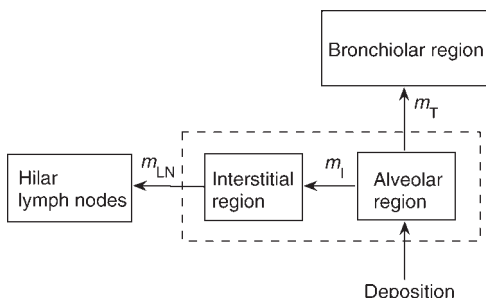 Bronchiolar region
m_T
m_LN
m_I
Hilar
lymph nodes
Interstitial
region
Alveolar
region
Deposition